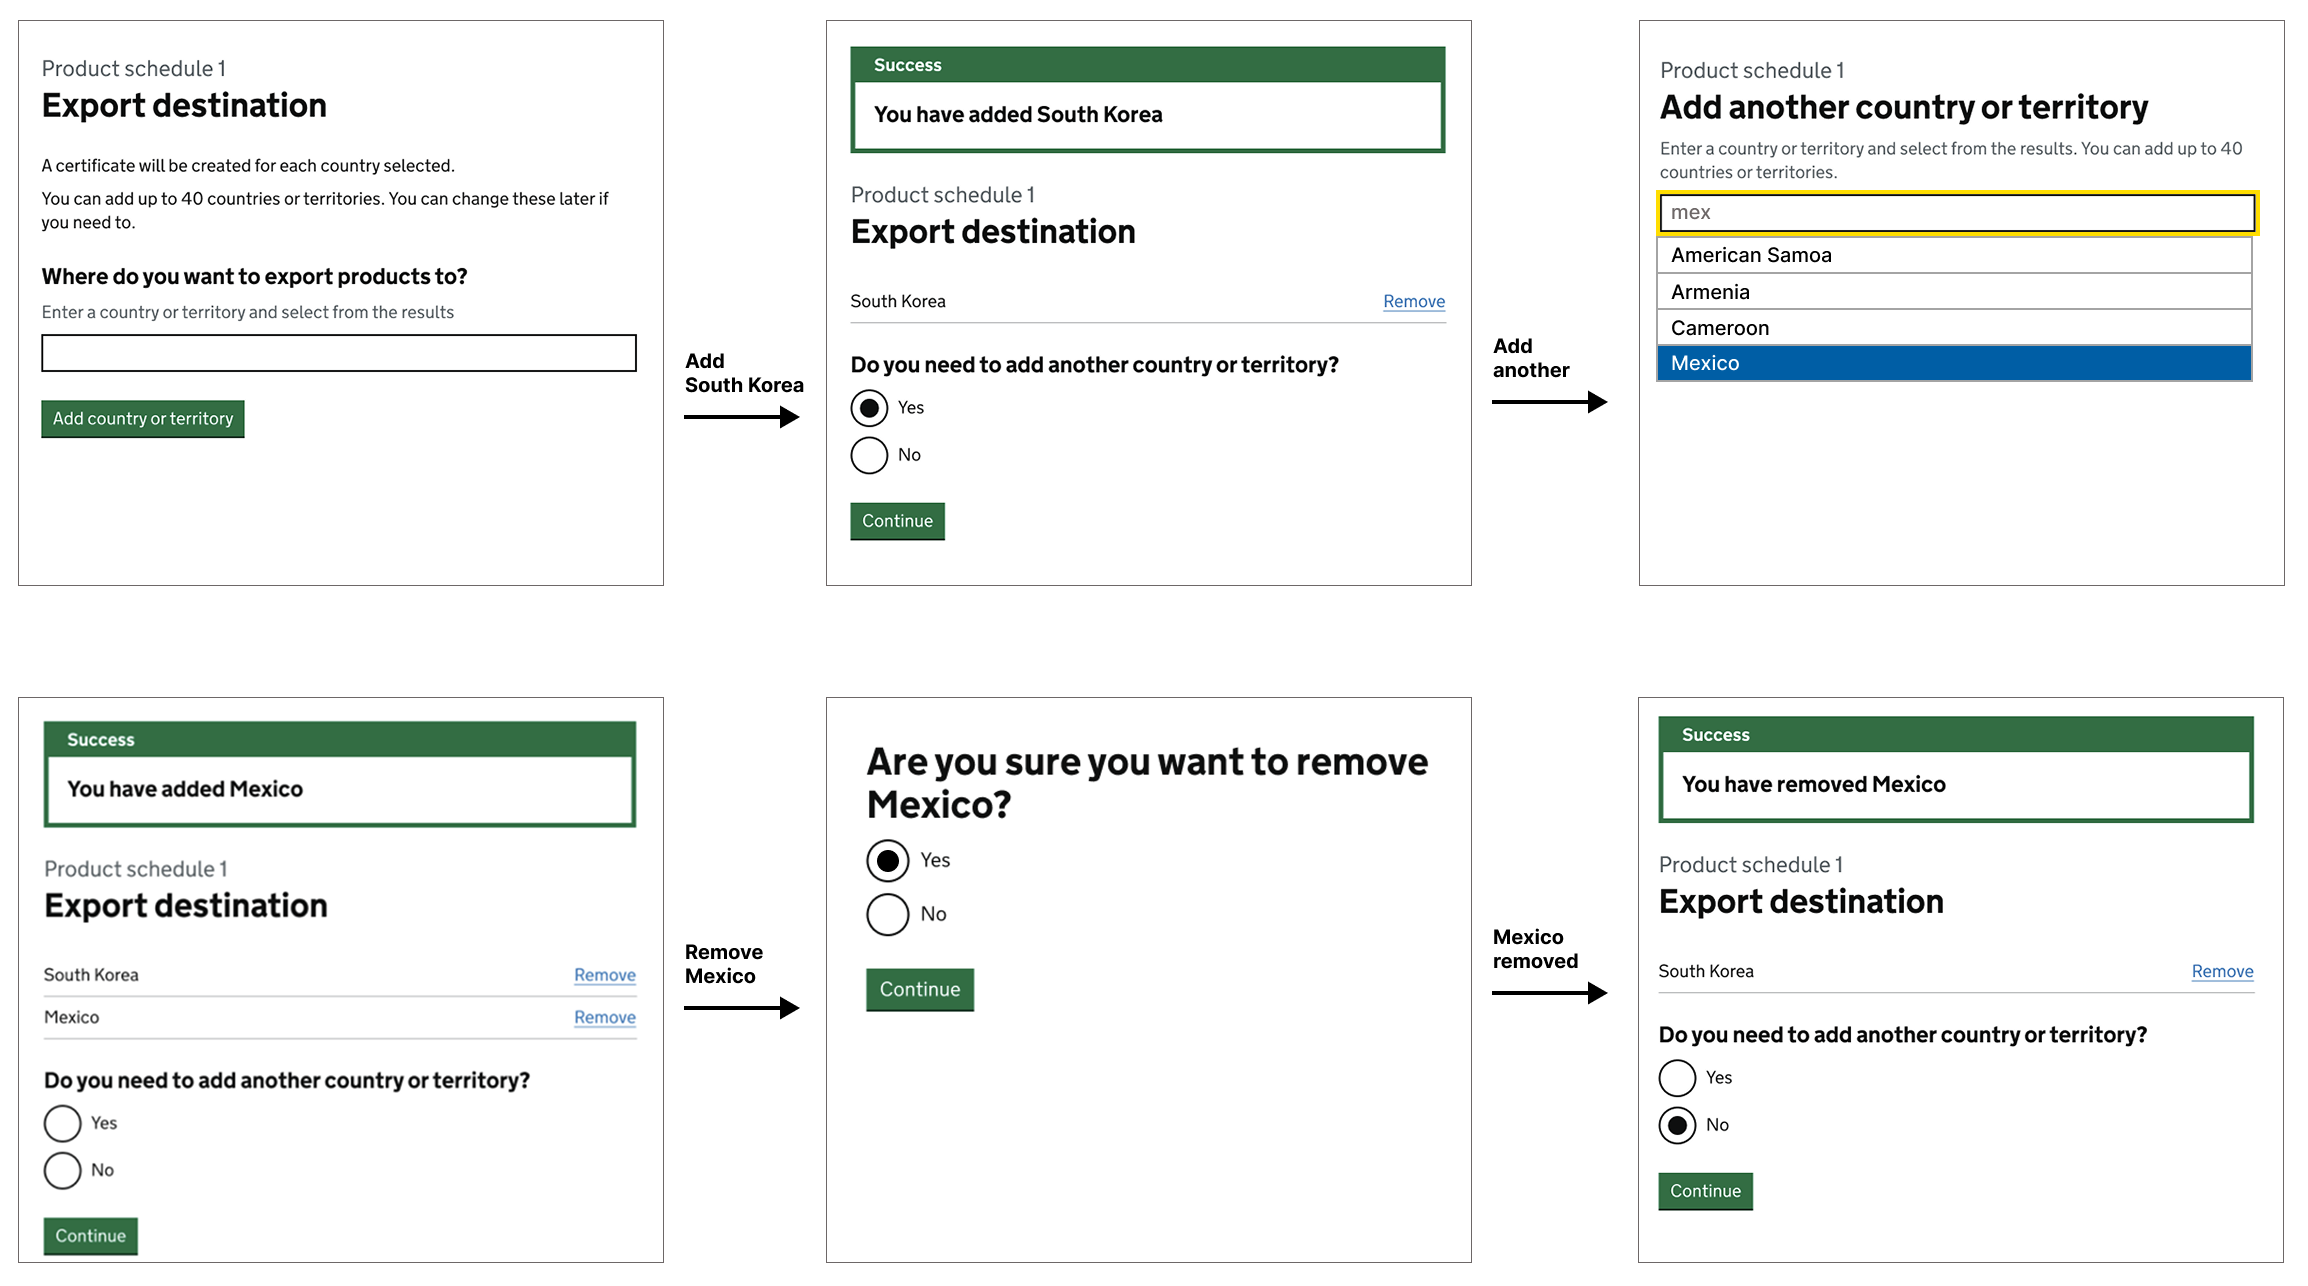 Product schedule 1
Export destination
A certificate will be created for each country selected.
You can add up to 40 countries or territories. You can change these later if
you need to.
Where do you want to export products to?
Enter a country or territory and select from the results
Add country or territory
Add
South Korea
Success
You have added South Korea
Product schedule 1
Export destination
South Korea Remove
Do you need to add another country or territory?
Yes
No
Continue
Add
another
Product schedule 1
Add another country or territory
Enter a country or territory and select from the results. You can add up to 40
countries or territories.
mex
American Samoa
Armenia
Cameroon
Mexico
Success
You have added Mexico
Product schedule 1
Export destination
South Korea Remove
Mexico Remove
Do you need to add another country or territory?
Yes
No
Continue
Remove
Mexico
Are you sure you want to remove
Mexico?
Yes
No
Continue
Mexico
removed
Success
You have removed Mexico
Product schedule 1
Export destination
South Korea Remove
Do you need to add another country or territory?
Yes
No
Continue